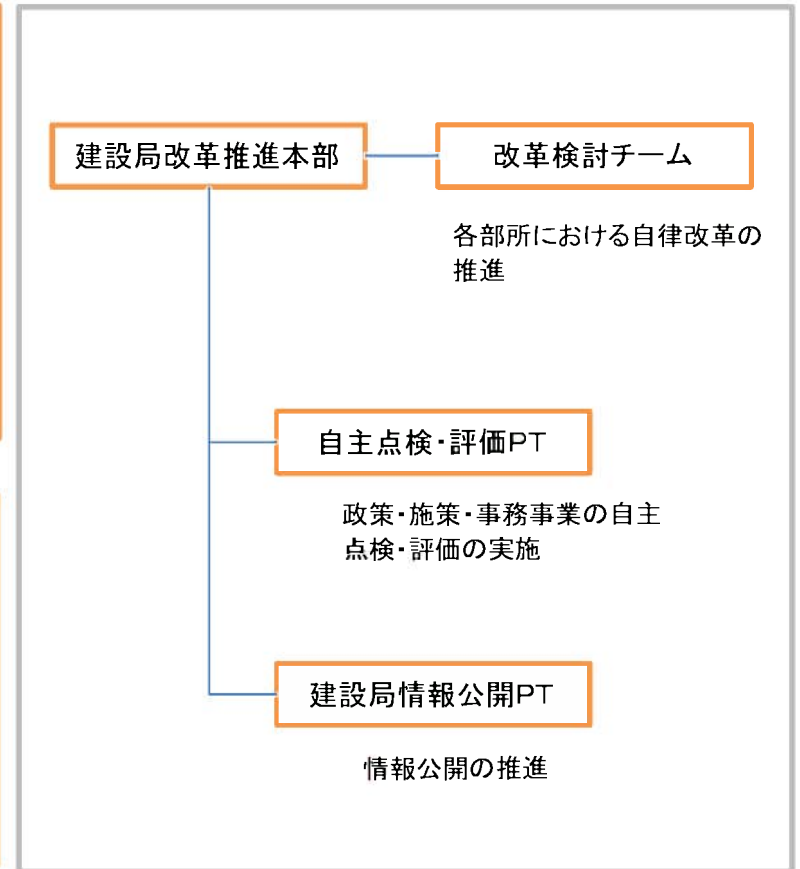 建設局改革推進本部
改革検討チーム
各部所における自律改革の
推進
自主点検・評価PT
政策・施策・事務事業の自主
点検・評価の実施
建設局情報公開PT
情報公開の推進